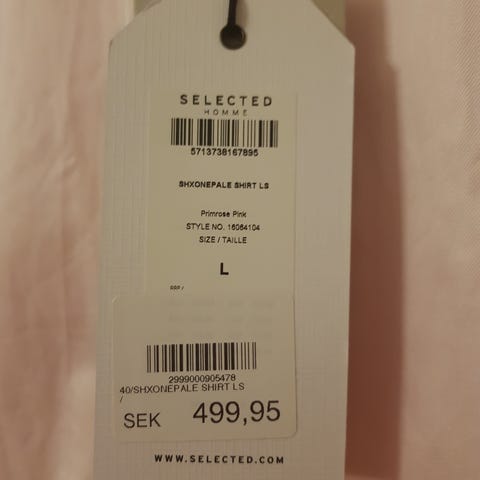 SELECTED
HOMME
5713738167895
SHXONEPALE SHIRT LS
Primrose Pink
STYLE NO. 16064104
SIZE / TAILLE
L
RRP /
2999000905478
40/SHXONEPALE SHIRT LS
/
SEK 499,95
WWW.SELECTED.COM